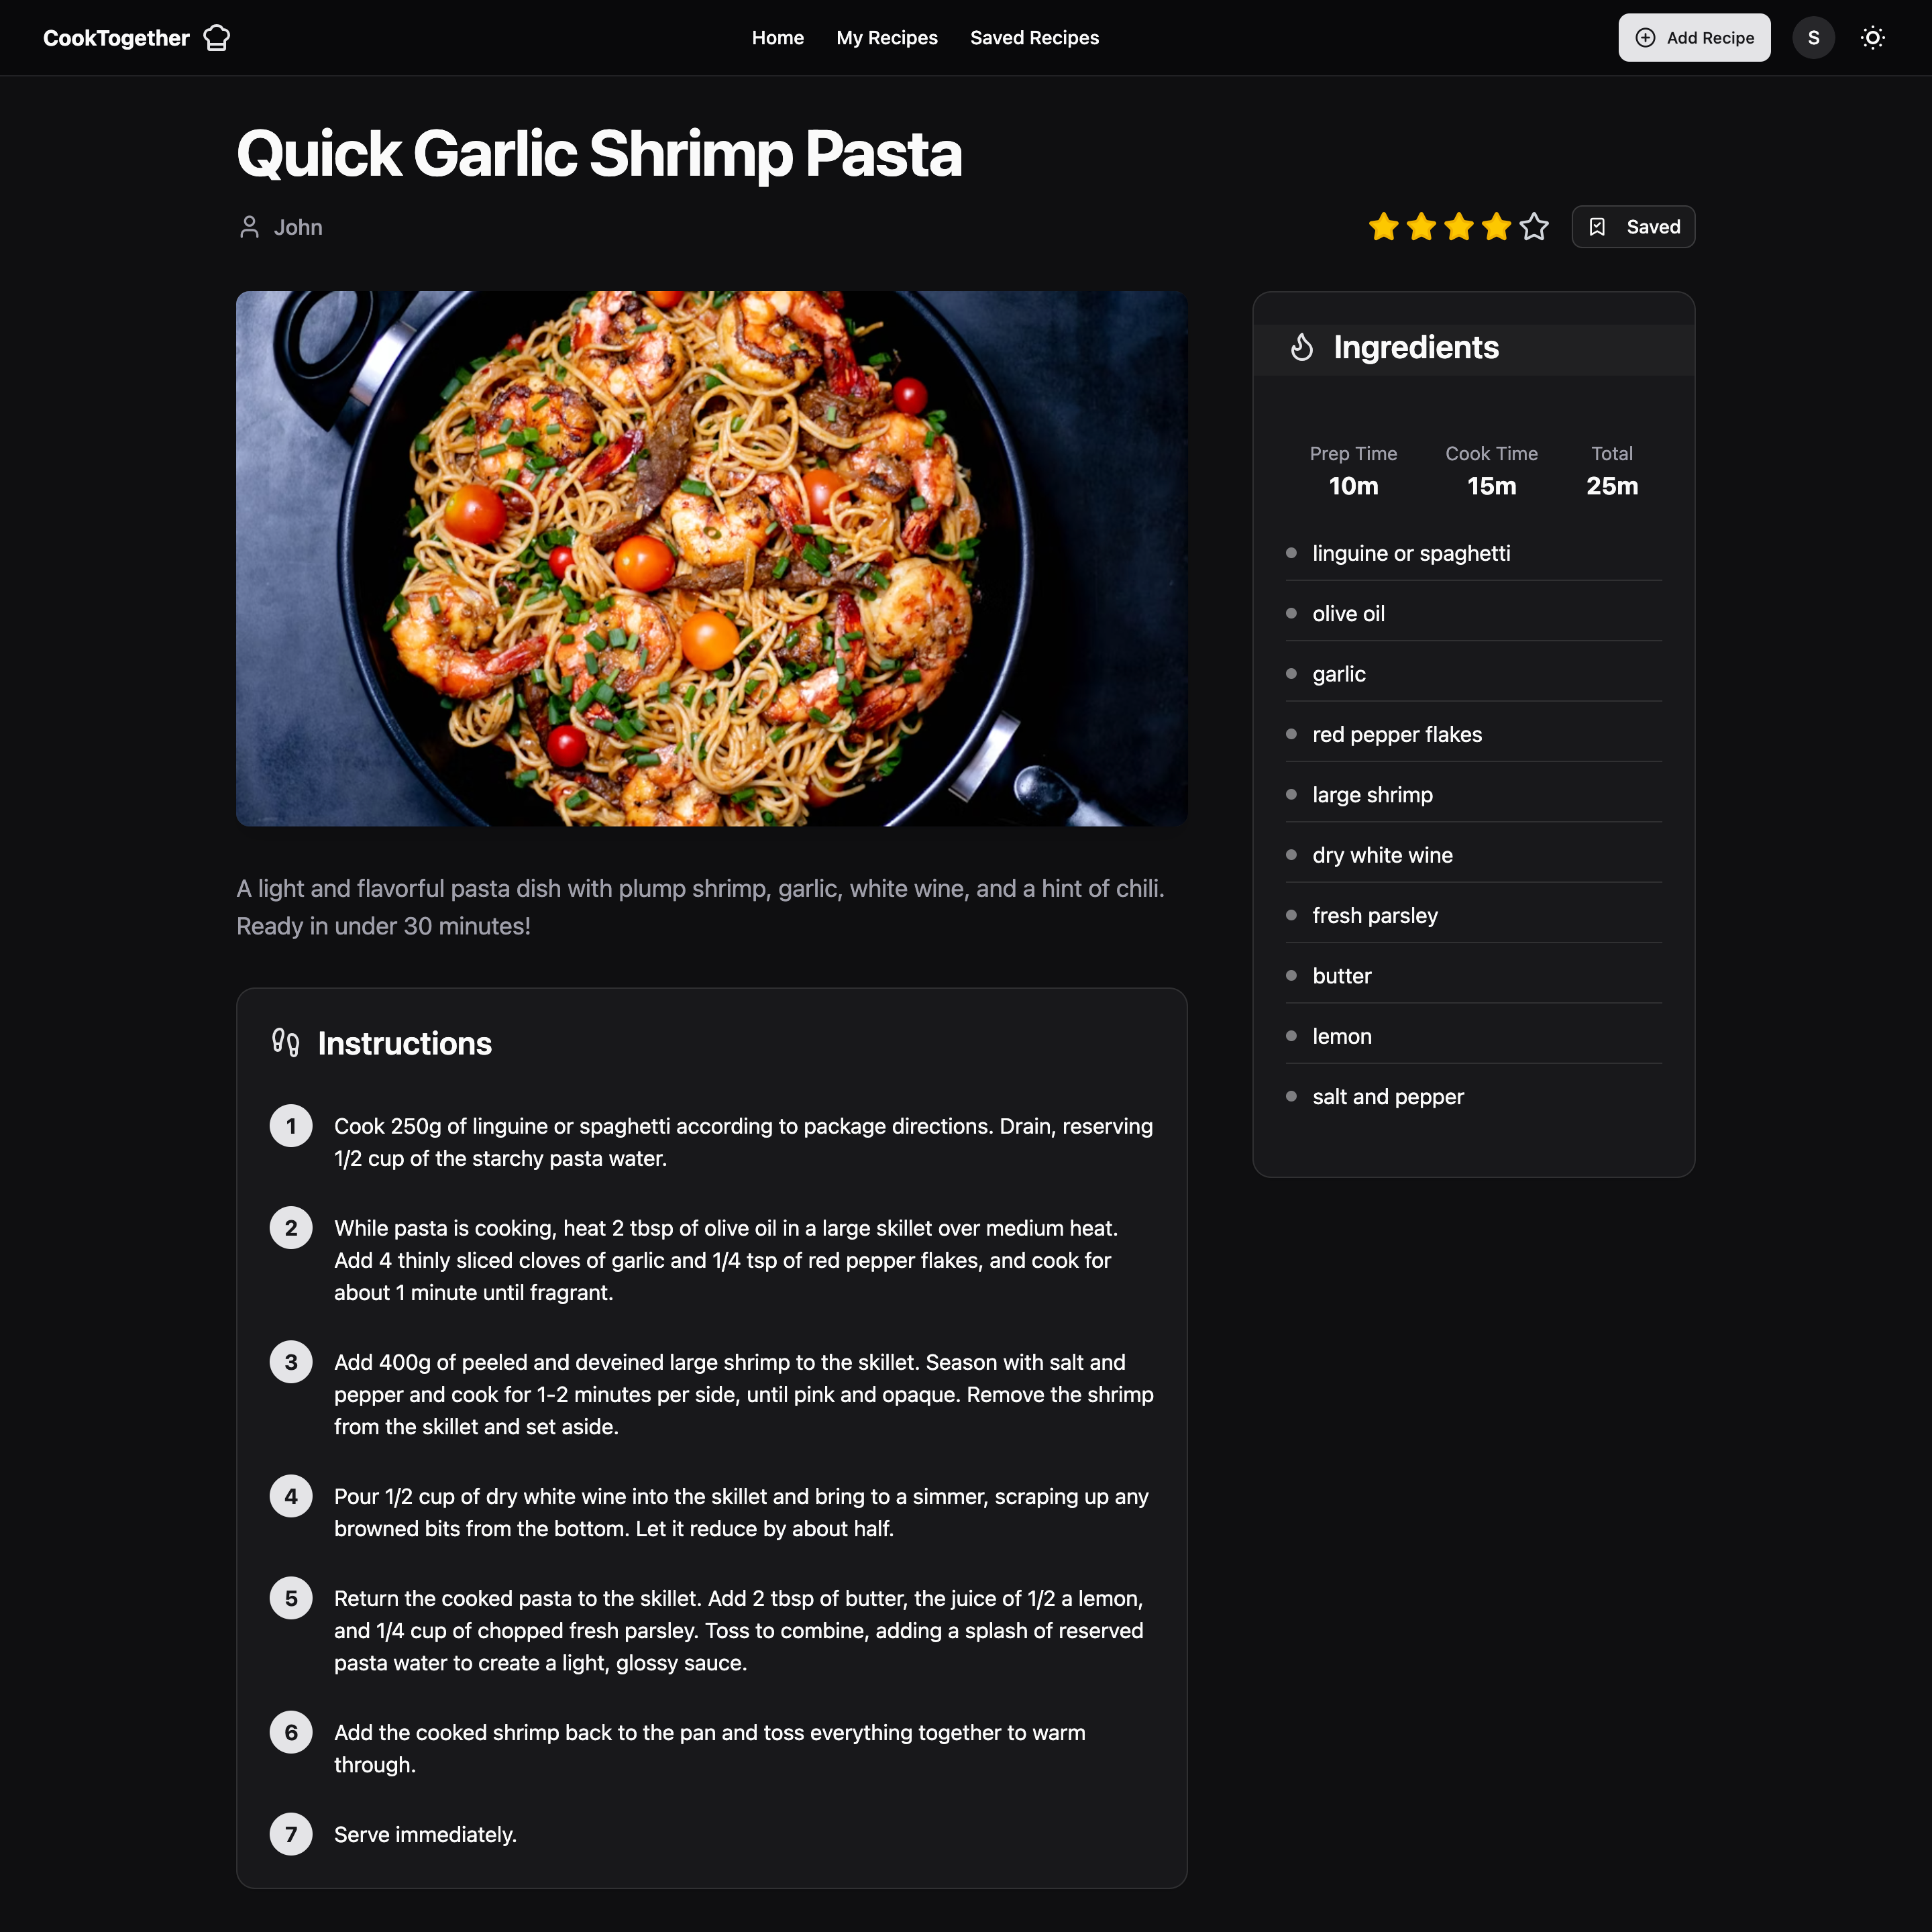 CookTogether
Home
My Recipes
Saved Recipes
Add Recipe
S
Quick Garlic Shrimp Pasta
John
Saved
A light and flavorful pasta dish with plump shrimp, garlic, white wine, and a hint of chili.
Ready in under 30 minutes!
Instructions
1
Cook 250g of linguine or spaghetti according to package directions. Drain, reserving
1/2 cup of the starchy pasta water.
2
While pasta is cooking, heat 2 tbsp of olive oil in a large skillet over medium heat.
Add 4 thinly sliced cloves of garlic and 1/4 tsp of red pepper flakes, and cook for
about 1 minute until fragrant.
3
Add 400g of peeled and deveined large shrimp to the skillet. Season with salt and
pepper and cook for 1-2 minutes per side, until pink and opaque. Remove the shrimp
from the skillet and set aside.
4
Pour 1/2 cup of dry white wine into the skillet and bring to a simmer, scraping up any
browned bits from the bottom. Let it reduce by about half.
5
Return the cooked pasta to the skillet. Add 2 tbsp of butter, the juice of 1/2 a lemon,
and 1/4 cup of chopped fresh parsley. Toss to combine, adding a splash of reserved
pasta water to create a light, glossy sauce.
6
Add the cooked shrimp back to the pan and toss everything together to warm
through.
7
Serve immediately.
Ingredients
Prep Time
10m
Cook Time
15m
Total
25m
linguine or spaghetti
olive oil
garlic
red pepper flakes
large shrimp
dry white wine
fresh parsley
butter
lemon
salt and pepper